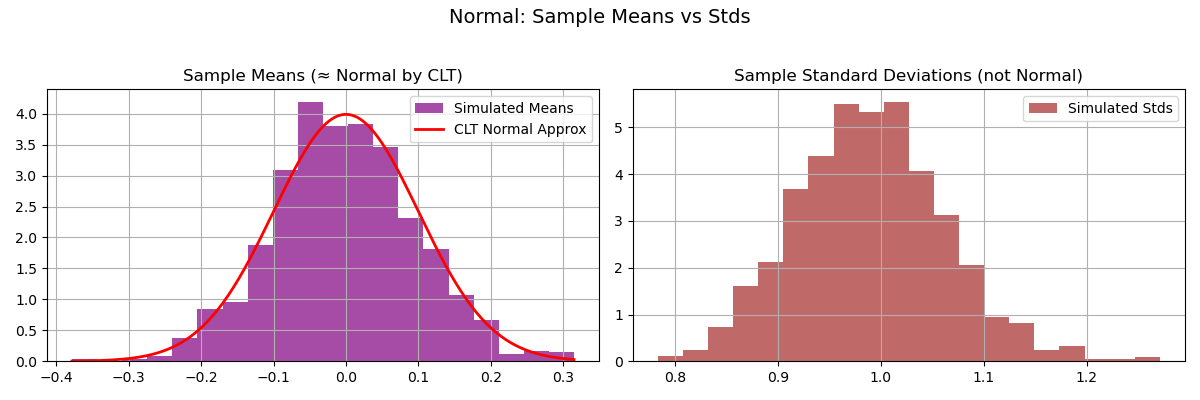 Normal: Sample Means vs Stds
Sample Means (≈ Normal by CLT)
Simulated Means
CLT Normal Approx
4.0
3.5
3.0
2.5
2.0
1.5
1.0
0.5
0.0
−0.4 −0.3 −0.2 −0.1 0.0 0.1 0.2 0.3
Sample Standard Deviations (not Normal)
Simulated Stds
5
4
3
2
1
0
0.8 0.9 1.0 1.1 1.2